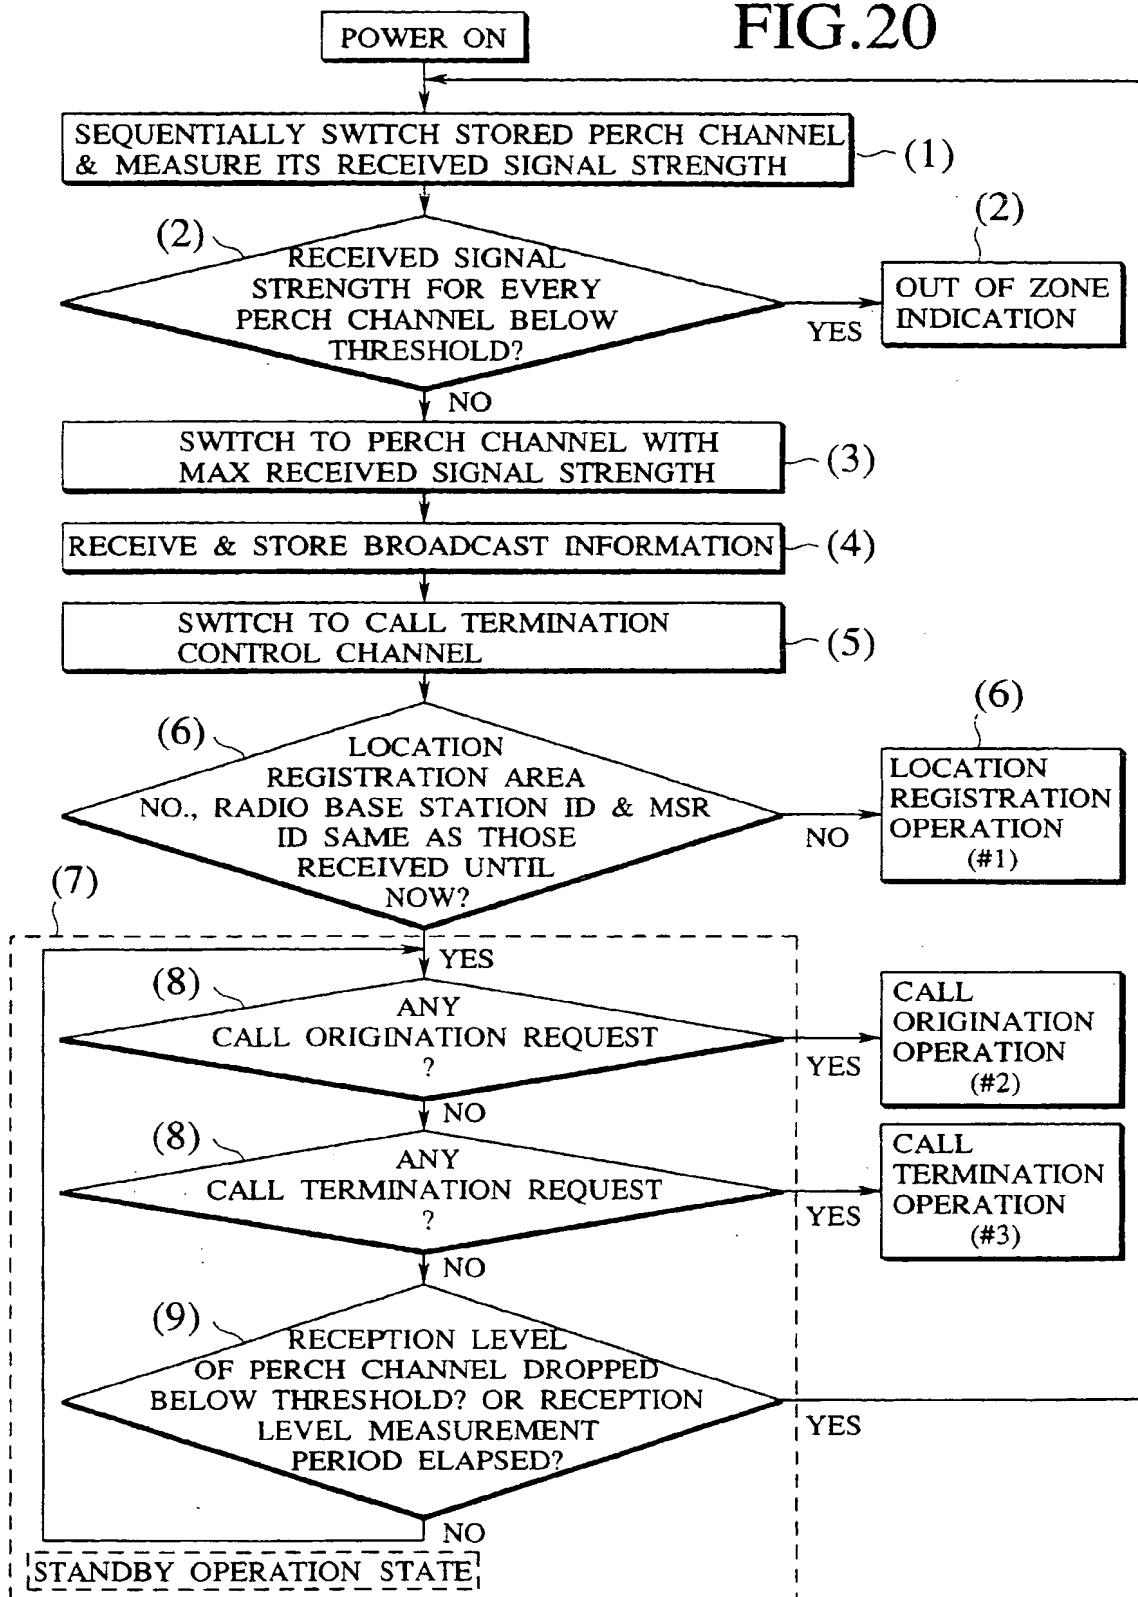 FIG.20
POWER ON
SEQUENTIALLY SWITCH STORED PERCH CHANNEL
& MEASURE ITS RECEIVED SIGNAL STRENGTH
(1)
(2)
RECEIVED SIGNAL
STRENGTH FOR EVERY
PERCH CHANNEL BELOW
THRESHOLD?
YES
(2)
OUT OF ZONE
INDICATION
NO
SWITCH TO PERCH CHANNEL WITH
MAX RECEIVED SIGNAL STRENGTH
(3)
RECEIVE & STORE BROADCAST INFORMATION
(4)
SWITCH TO CALL TERMINATION
CONTROL CHANNEL
(5)
(6)
LOCATION
REGISTRATION AREA
NO., RADIO BASE STATION ID & MSR
ID SAME AS THOSE
RECEIVED UNTIL
NOW?
NO
(6)
LOCATION
REGISTRATION
OPERATION
(#1)
(7)
YES
(8)
ANY
CALL ORIGINATION REQUEST
?
YES
CALL
ORIGINATION
OPERATION
(#2)
NO
(8)
ANY
CALL TERMINATION REQUEST
?
YES
CALL
TERMINATION
OPERATION
(#3)
NO
(9)
RECEPTION LEVEL
OF PERCH CHANNEL DROPPED
BELOW THRESHOLD? OR RECEPTION
LEVEL MEASUREMENT
PERIOD ELAPSED?
YES
NO
STANDBY OPERATION STATE